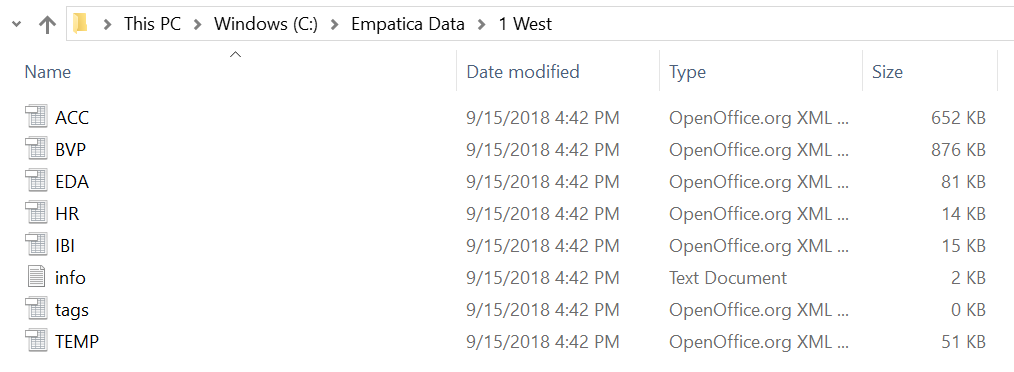 This PC > Windows (C:) > Empatica Data > 1 West
Name Date modified Type Size
ACC 9/15/2018 4:42 PM OpenOffice.org XML ... 652 KB
BVP 9/15/2018 4:42 PM OpenOffice.org XML ... 876 KB
EDA 9/15/2018 4:42 PM OpenOffice.org XML ... 81 KB
HR 9/15/2018 4:42 PM OpenOffice.org XML ... 14 KB
IBI 9/15/2018 4:42 PM OpenOffice.org XML ... 15 KB
info 9/15/2018 4:42 PM Text Document 2 KB
tags 9/15/2018 4:42 PM OpenOffice.org XML ... 0 KB
TEMP 9/15/2018 4:42 PM OpenOffice.org XML ... 51 KB